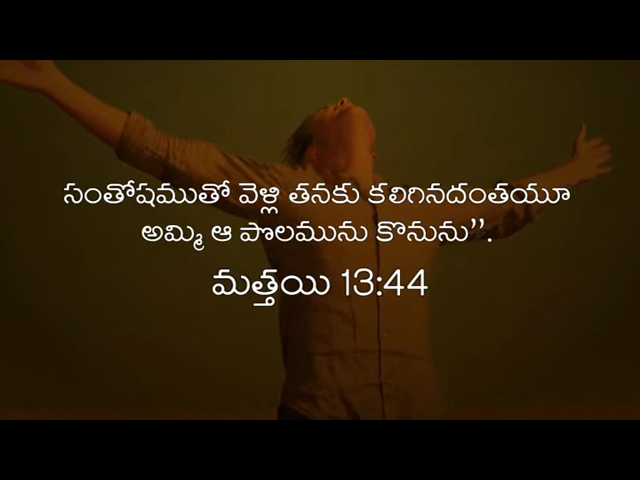 సంతోషముతో వెళ్లి తనకు కలిగినదంతయూ
అమ్మి ఆ పొలమును కొనును”.
మత్తయి 13:44